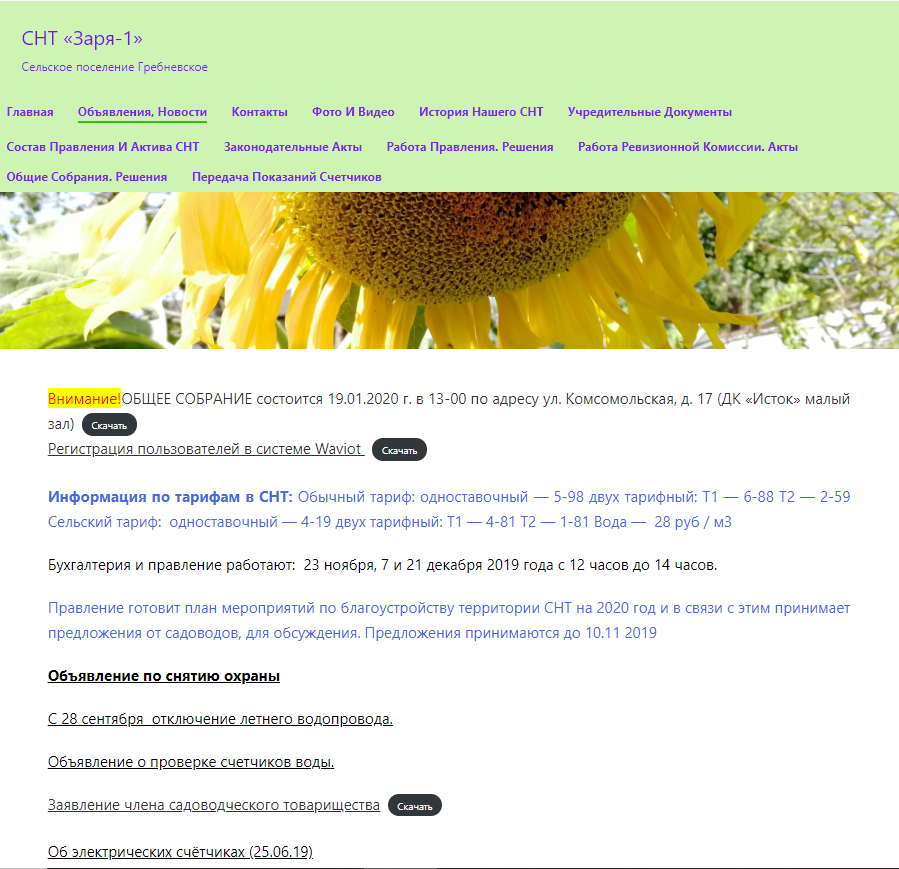 СНТ «Заря-1»
Сельское поселение Гребневское
Главная Объявления, Новости Контакты Фото И Видео История Нашего СНТ Учредительные Документы
Состав Правления И Актива СНТ Законодательные Акты Работа Правления. Решения Работа Ревизионной Комиссии. Акты
Общие Собрания. Решения Передача Показаний Счетчиков
Внимание!ОБЩЕЕ СОБРАНИЕ состоится 19.01.2020 г. в 13-00 по адресу ул. Комсомольская, д. 17 (ДК «Исток» малый
зал) Скачать
Регистрация пользователей в системе Waviot Скачать
Информация по тарифам в СНТ: Обычный тариф: одноставочный — 5-98 двух тарифный: Т1 — 6-88 Т2 — 2-59
Сельский тариф: одноставочный — 4-19 двух тарифный: Т1 — 4-81 Т2 — 1-81 Вода — 28 руб / м3
Бухгалтерия и правление работают: 23 ноября, 7 и 21 декабря 2019 года с 12 часов до 14 часов.
Правление готовит план мероприятий по благоустройству территории СНТ на 2020 год и в связи с этим принимает
предложения от садоводов, для обсуждения. Предложения принимаются до 10.11 2019
Объявление по снятию охраны
С 28 сентября отключение летнего водопровода.
Объявление о проверке счетчиков воды.
Заявление члена садоводческого товарищества Скачать
Об электрических счётчиках (25.06.19)